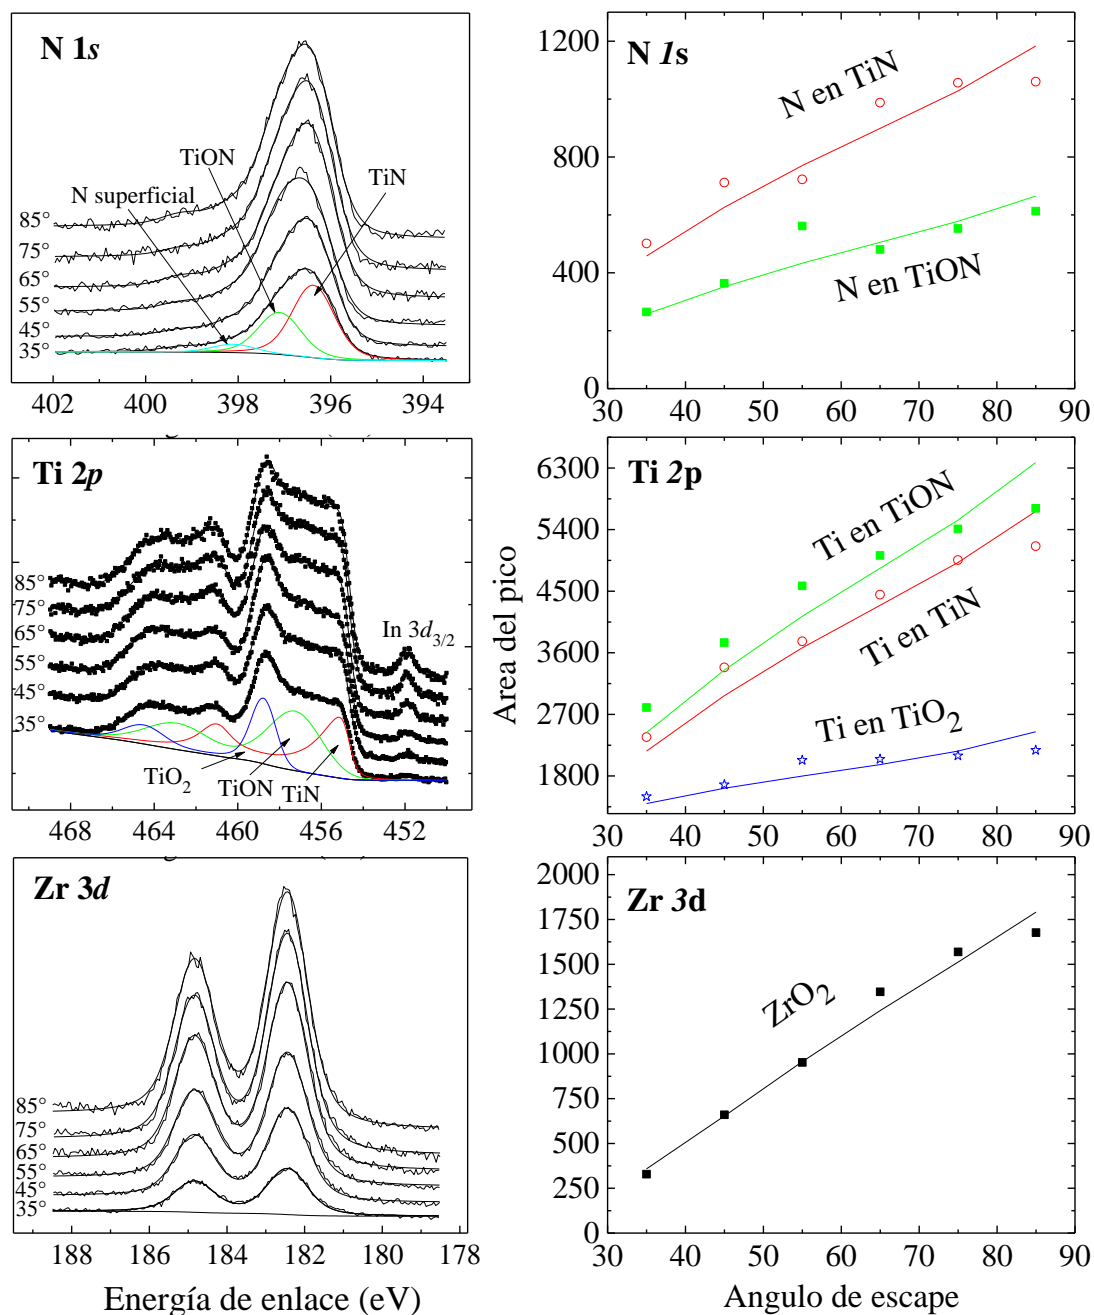 N 1s
TiON
TiN
N superficial
85°
75°
65°
55°
45°
35°
402 400 398 396 394
N 1s
N en TiN
N en TiON
1200
800
400
0
30 40 50 60 70 80 90
Ti 2p
85°
75°
65°
55°
45°
35°
In 3d3/2
TiO2
TiON
TiN
468 464 460 456 452
Ti 2p
Ti en TiON
Ti en TiN
Ti en TiO2
6300
5400
4500
3600
2700
1800
30 40 50 60 70 80 90
Area del pico
Zr 3d
85°
75°
65°
55°
45°
35°
188 186 184 182 180 178
Energía de enlace (eV)
Zr 3d
ZrO2
2000
1750
1500
1250
1000
750
500
250
0
30 40 50 60 70 80 90
Angulo de escape